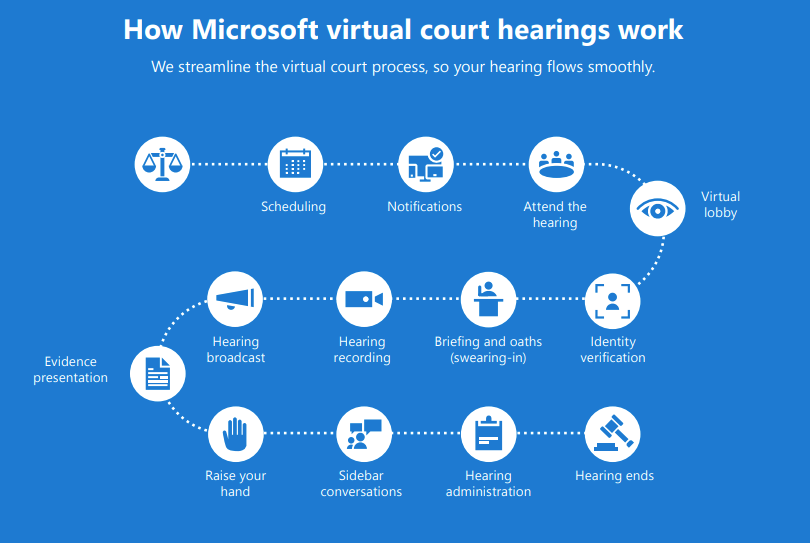 How Microsoft virtual court hearings work
We streamline the virtual court process, so your hearing flows smoothly.
Scheduling
Notifications
Attend the
hearing
Virtual
lobby
Identity
verification
Briefing and oaths
(swearing-in)
Hearing
recording
Hearing
broadcast
Evidence
presentation
Raise your
hand
Sidebar
conversations
Hearing
administration
Hearing ends